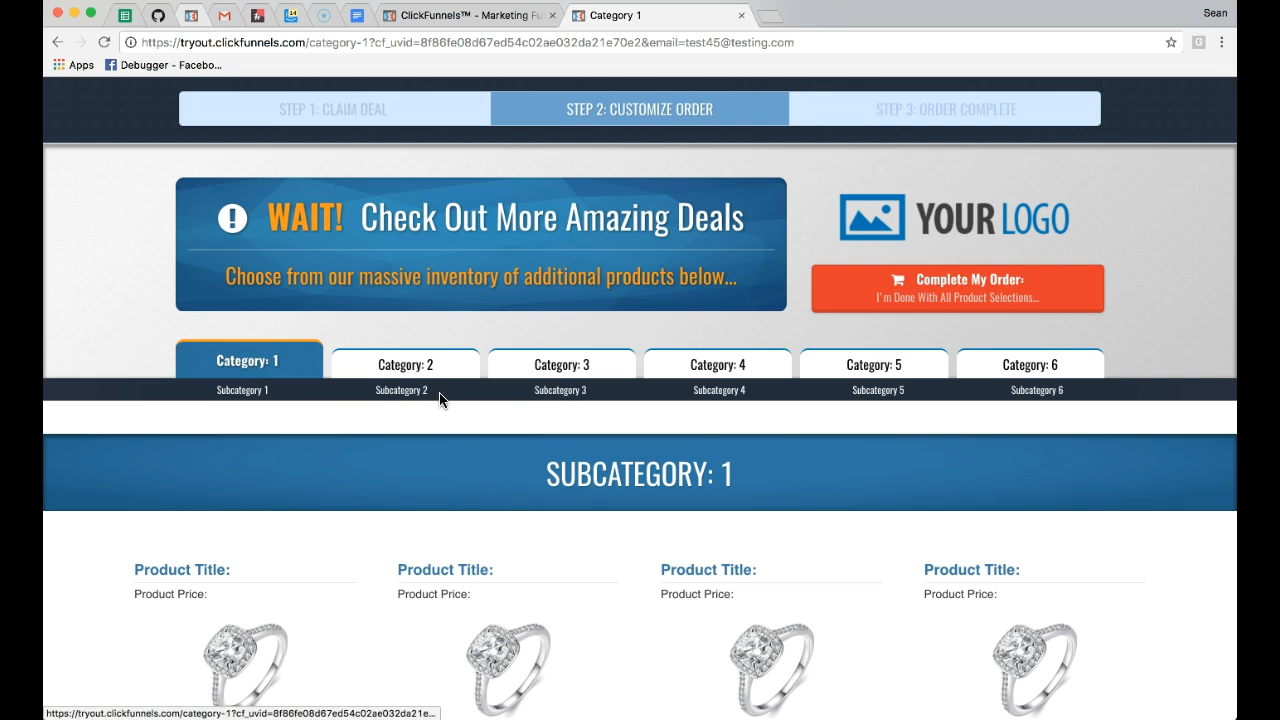 ClickFunnels™ - Marketing Fu
Category 1
Sean
https://tryout.clickfunnels.com/category-1?cf_uvid=8f86fe08d67ed54c02ae032da21e70e2&email=test45@testing.com
Apps
Debugger - Facebo...
STEP 1: CLAIM DEAL
STEP 2: CUSTOMIZE ORDER
STEP 3: ORDER COMPLETE
WAIT! Check Out More Amazing Deals
Choose from our massive inventory of additional products below...
YOUR LOGO
Complete My Order:
I'm Done With All Product Selections...
Category: 1
Category: 2
Category: 3
Category: 4
Category: 5
Category: 6
Subcategory 1
Subcategory 2
Subcategory 3
Subcategory 4
Subcategory 5
Subcategory 6
SUBCATEGORY: 1
Product Title:
Product Price:
Product Title:
Product Price:
Product Title:
Product Price:
Product Title:
Product Price:
https://tryout.clickfunnels.com/category-1?cf_uvid=8f86fe08d67ed54c02ae032da21e...